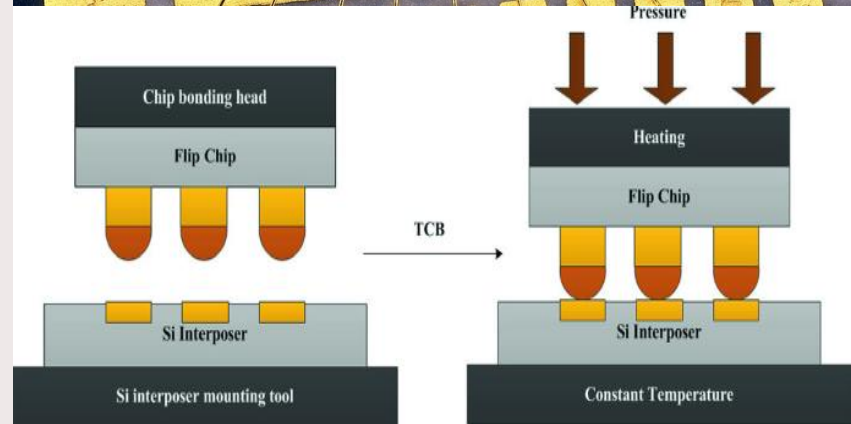 Pressure
Chip bonding head
Heating
Flip Chip
Flip Chip
TCB
Si Interposer
Si Interposer
Si interposer mounting tool
Constant Temperature